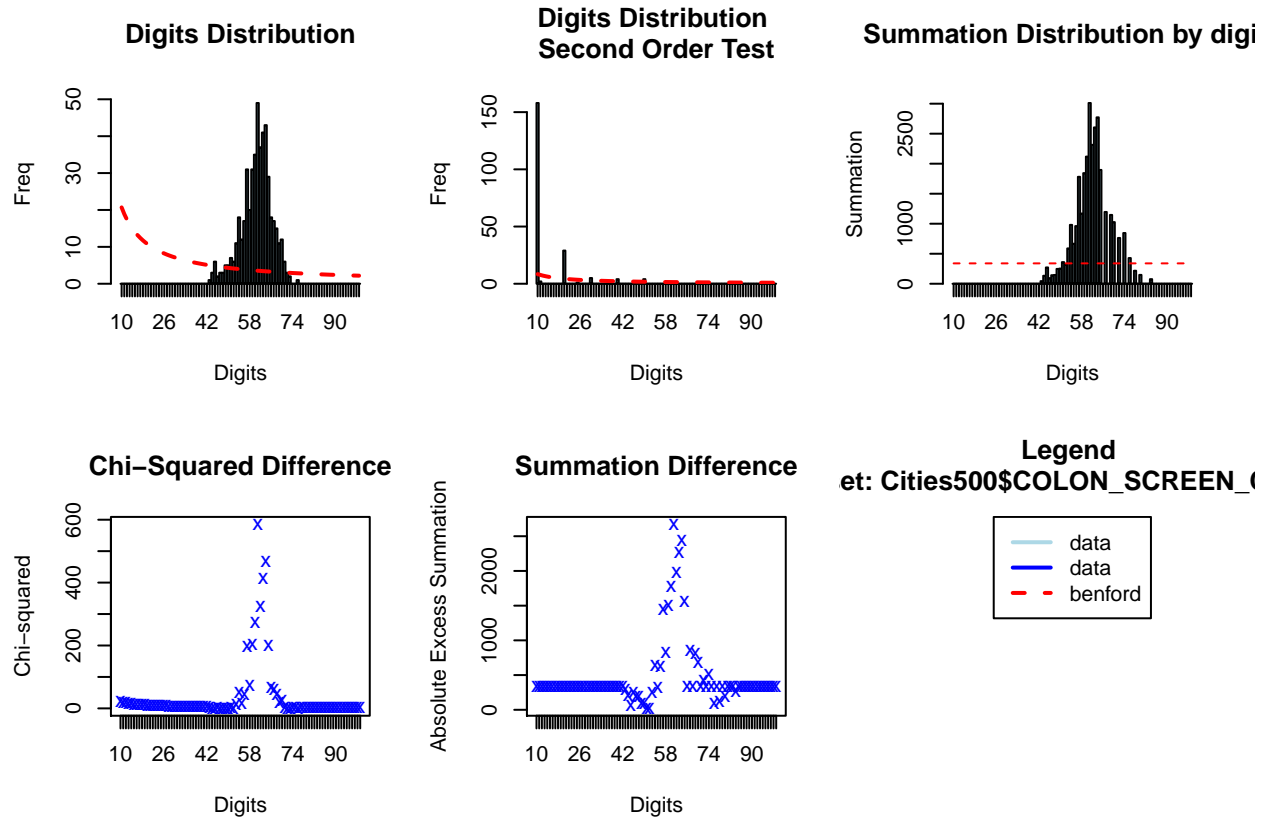 Digits Distribution
Freq
50
30
10
0
10 26 42 58 74 90
Digits
Digits Distribution
Second Order Test
Freq
150
100
50
0
10 26 42 58 74 90
Digits
Summation Distribution by digi
Summation
2500
1000
0
10 26 42 58 74 90
Digits
Chi−Squared Difference
Chi−squared
600
400
200
0
10 26 42 58 74 90
Digits
Summation Difference
Absolute Excess Summation
2000
1000
0
10 26 42 58 74 90
Digits
Legend
et: Cities500$COLON_SCREEN_
data
data
benford